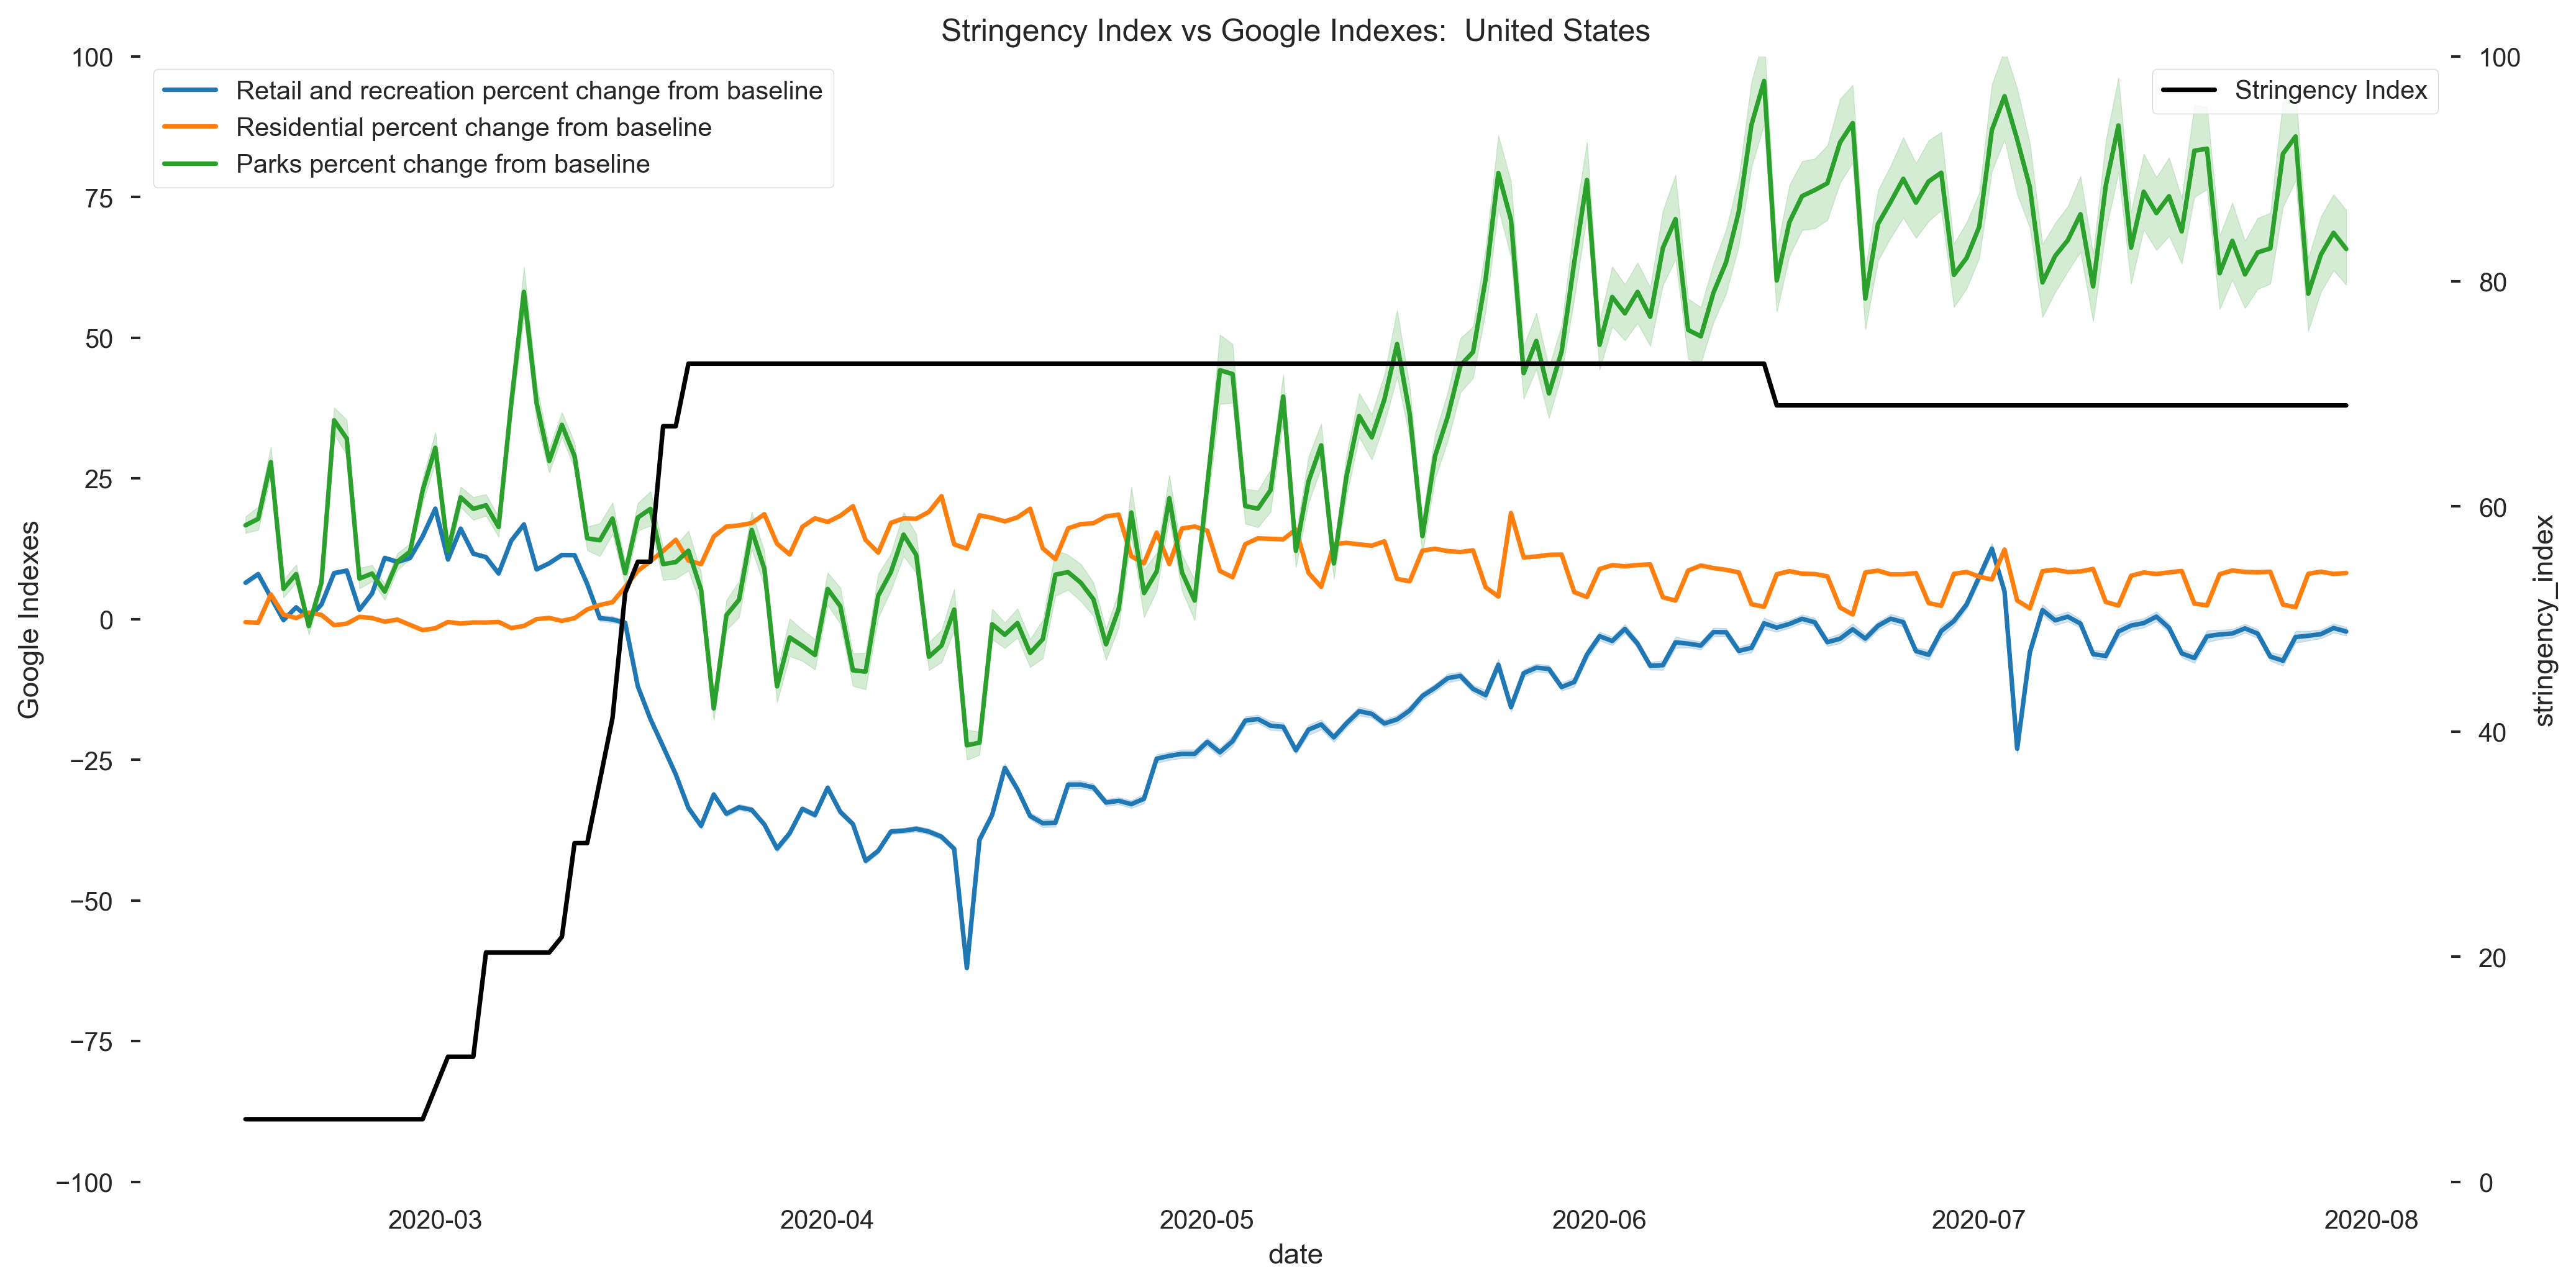 Stringency Index vs Google Indexes:  United States
Retail and recreation percent change from baseline
Residential percent change from baseline
Parks percent change from baseline
Stringency Index
Google Indexes
100
75
50
25
0
−25
−50
−75
−100
100
80
60
40
20
0
stringency_index
2020-03
2020-04
2020-05
2020-06
2020-07
2020-08
date